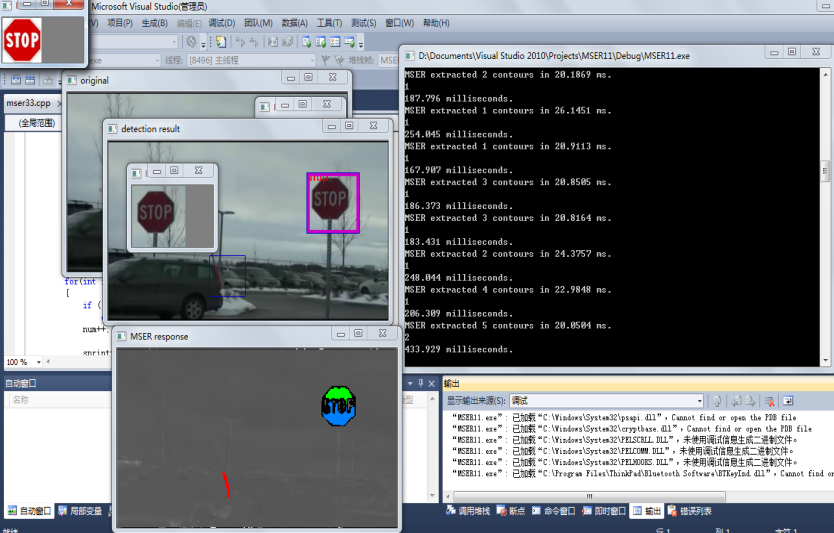 Microsoft Visual Studio(管理员)
项目(P) 生成(B) 编辑(E) 调试(D) 团队(M) 数据(A) 工具(T) 测试(S) 窗口(W) 帮助(H)
STOP
线程: [8496] 主线程
original
mser33.cpp
(全局范围)
detection result
STOP
STOP
for(int
{
if (
num++
sprint
100 %
MSER response
STOP
D:\Documents\Visual Studio 2010\Projects\MSER11\Debug\MSER11.exe
MSER extracted 2 contours in 20.1869 ms.
1
187.796 milliseconds.
MSER extracted 1 contours in 26.1451 ms.
1
254.045 milliseconds.
MSER extracted 1 contours in 20.9113 ms.
1
167.907 milliseconds.
MSER extracted 3 contours in 20.8505 ms.
1
186.373 milliseconds.
MSER extracted 3 contours in 20.8164 ms.
1
183.431 milliseconds.
MSER extracted 2 contours in 24.3757 ms.
1
248.044 milliseconds.
MSER extracted 4 contours in 22.9848 ms.
1
206.309 milliseconds.
MSER extracted 5 contours in 20.0504 ms.
2
433.929 milliseconds.
自动窗口
名称
自动窗口 局部变量
输出
显示输出来源(S): 调试
“MSER11.exe”: 已加载“C:\Windows\System32\psapi.dll”，Cannot find or open the PDB file
“MSER11.exe”: 已加载“C:\Windows\System32\cryptbase.dll”，Cannot find or open the PDB file
“MSER11.exe”: 已加载“C:\Windows\System32\PELSCRLL.DLL”，未使用调试信息生成二进制文件。
“MSER11.exe”: 已加载“C:\Windows\System32\PELCOMM.DLL”，未使用调试信息生成二进制文件。
“MSER11.exe”: 已加载“C:\Windows\System32\PELHOOKS.DLL”，未使用调试信息生成二进制文件。
“MSER11.exe”: 已加载“C:\Program Files\ThinkPad\Bluetooth Software\BTKeyInd.dll”，Cannot find or
调用堆栈 断点 命令窗口 即时窗口 输出 错误列表